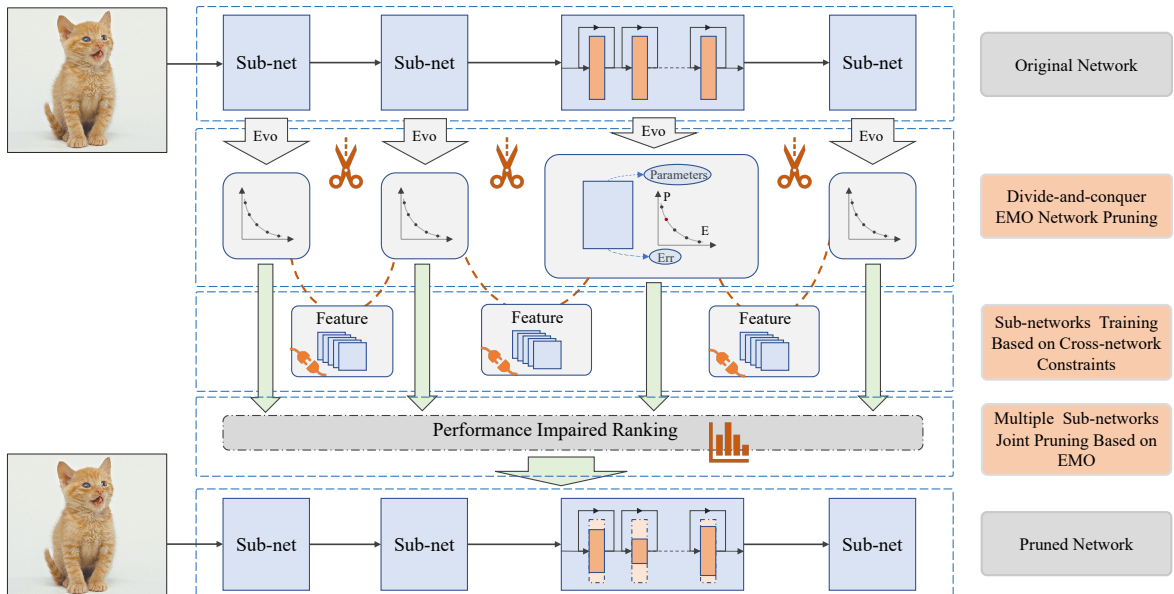 Sub-net
Sub-net
Sub-net
Original Network
Evo
Evo
Evo
Evo
Parameters
P
E
Err
Divide-and-conquer
EMO Network Pruning
Feature
Feature
Feature
Sub-networks Training
Based on Cross-network
Constraints
Performance Impaired Ranking
Multiple Sub-networks
Joint Pruning Based on
EMO
Sub-net
Sub-net
Sub-net
Pruned Network